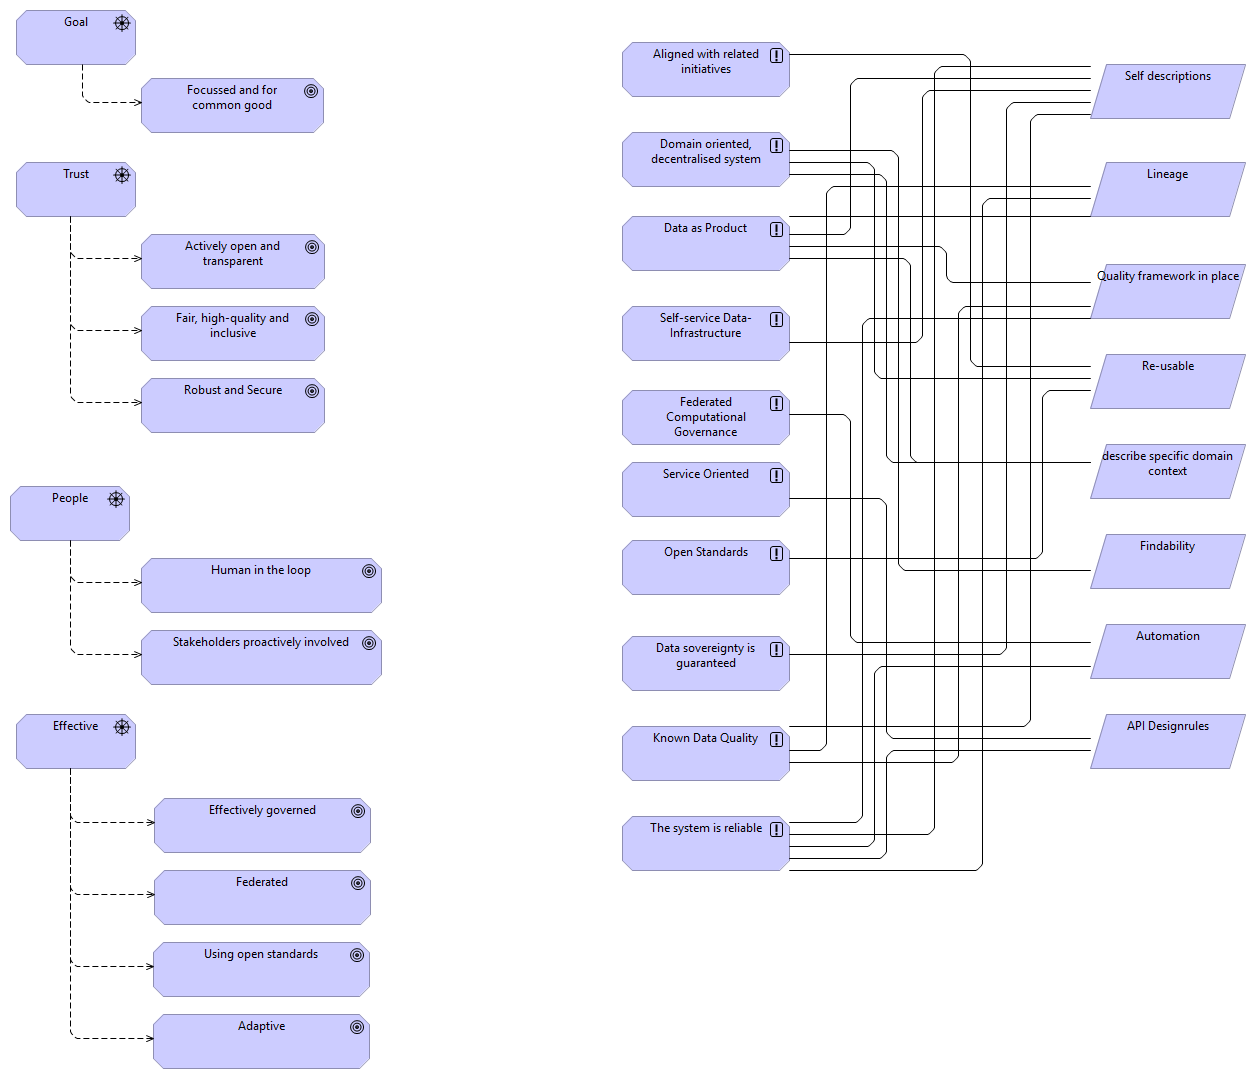 Goal
Focussed and for
common good
Trust
Actively open and
transparent
Fair, high-quality and
inclusive
Robust and Secure
People
Human in the loop
Stakeholders proactively involved
Effective
Effectively governed
Federated
Using open standards
Adaptive
Aligned with related
initiatives
Domain oriented,
decentralised system
Data as Product
Self-service Data-
Infrastructure
Federated
Computational
Governance
Service Oriented
Open Standards
Data sovereignty is
guaranteed
Known Data Quality
The system is reliable
Self descriptions
Lineage
Quality framework in place
Re-usable
describe specific domain
context
Findability
Automation
API Designrules